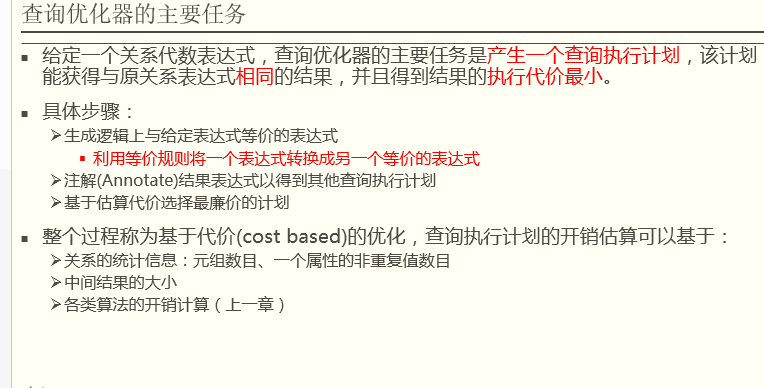 查询优化器的主要任务
给定一个关系代数表达式，查询优化器的主要任务是产生一个查询执行计划，该计划
能获得与原关系表达式相同的结果，并且得到结果的执行代价最小。
具体步骤：
生成逻辑上与给定表达式等价的表达式
利用等价规则将一个表达式转换成另一个等价的表达式
注解(Annotate)结果表达式以得到其他查询执行计划
基于估算代价选择最廉价的计划
整个过程称为基于代价(cost based)的优化，查询执行计划的开销估算可以基于：
关系的统计信息：元组数目、一个属性的非重复值数目
中间结果的大小
各类算法的开销计算（上一章）